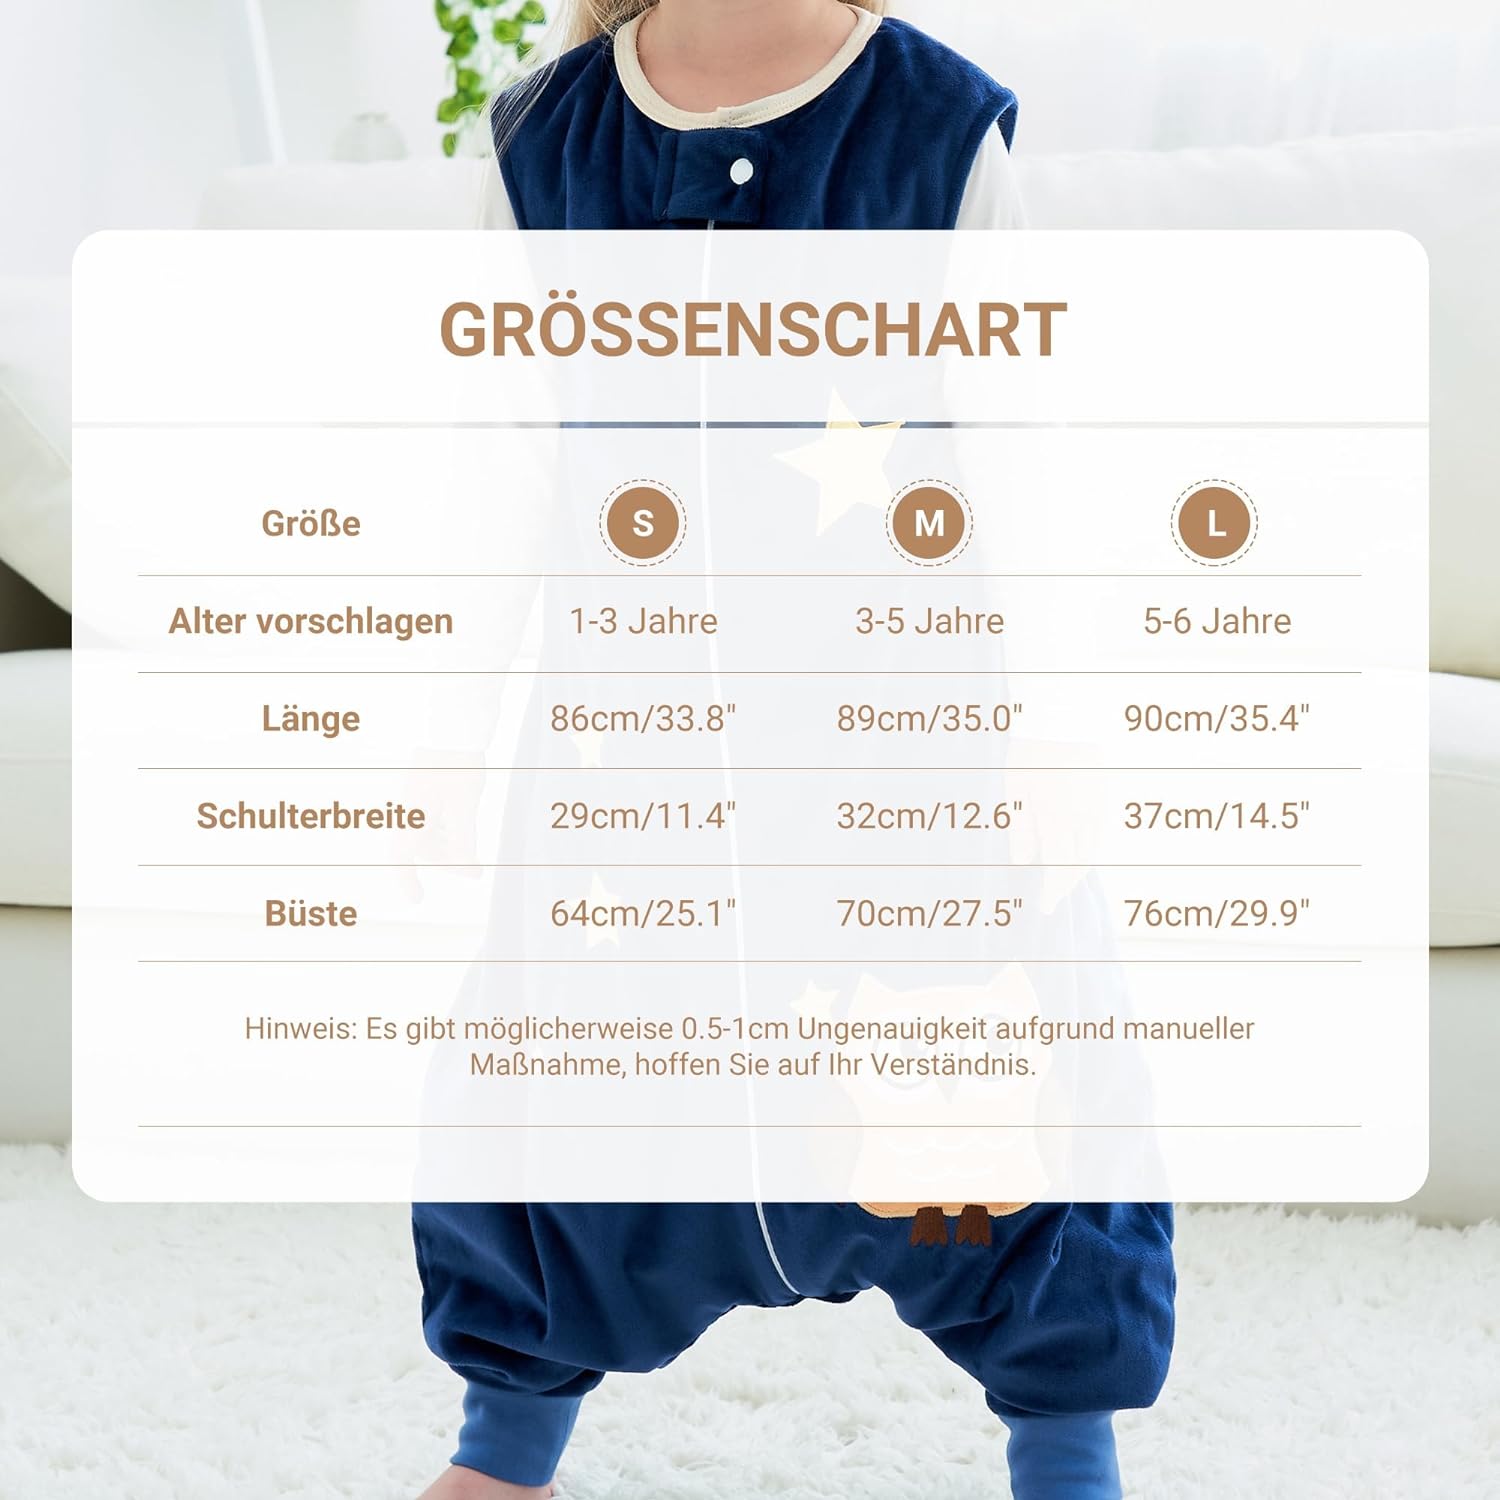 GRÖSSENSCHART
Größe S M L
Alter vorschlagen 1-3 Jahre 3-5 Jahre 5-6 Jahre
Länge 86cm/33.8" 89cm/35.0" 90cm/35.4"
Schulterbreite 29cm/11.4" 32cm/12.6" 37cm/14.5"
Büste 64cm/25.1" 70cm/27.5" 76cm/29.9"
Hinweis: Es gibt möglicherweise 0.5-1cm Ungenauigkeit aufgrund manueller
Maßnahme, hoffen Sie auf Ihr Verständnis.